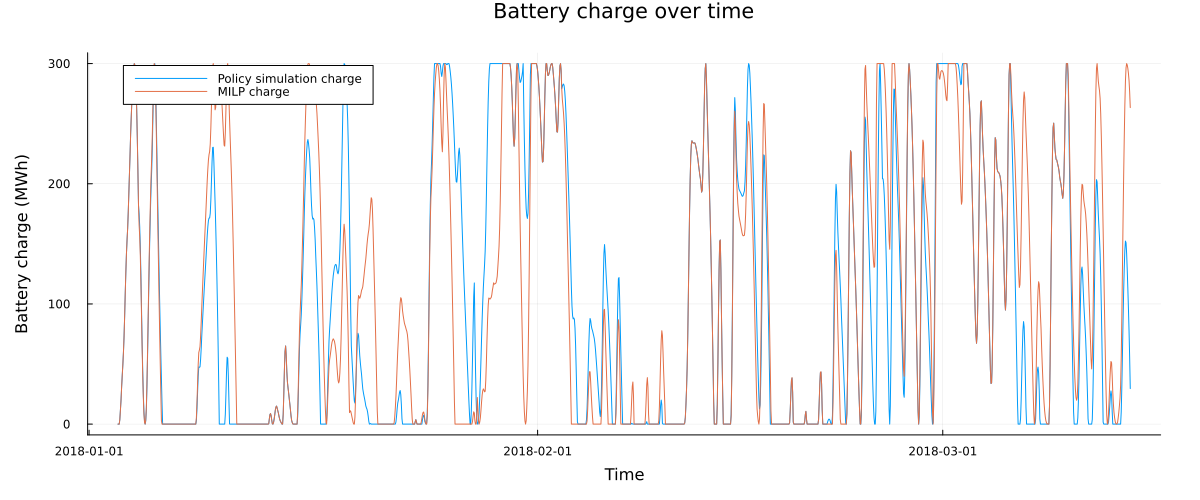 Battery charge over time
300
Policy simulation charge
MILP charge
200
Battery charge (MWh)
100
0
2018-01-01
2018-02-01
2018-03-01
Time